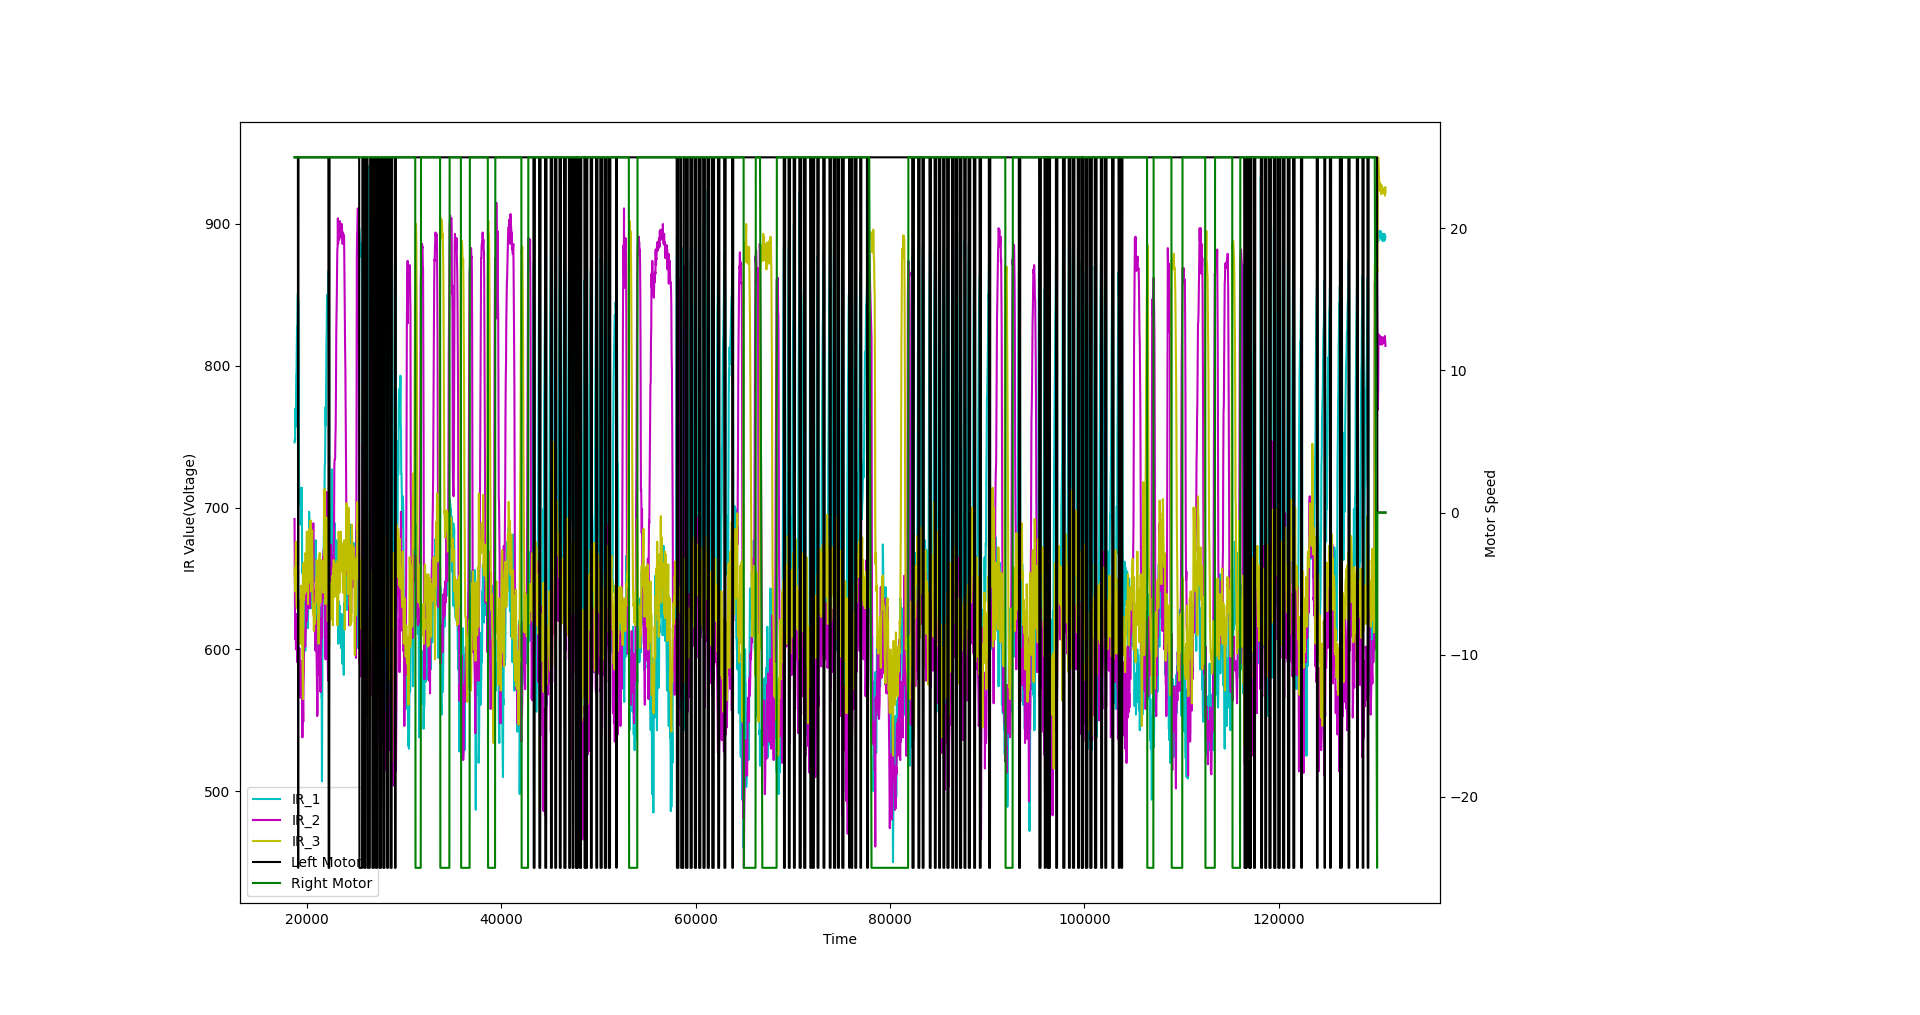 IR Value(Voltage)
900
800
700
600
500
20
10
0
−10
−20
Motor Speed
IR_1
IR_2
IR_3
Left Motor
Right Motor
20000 40000 60000 80000 100000 120000
Time